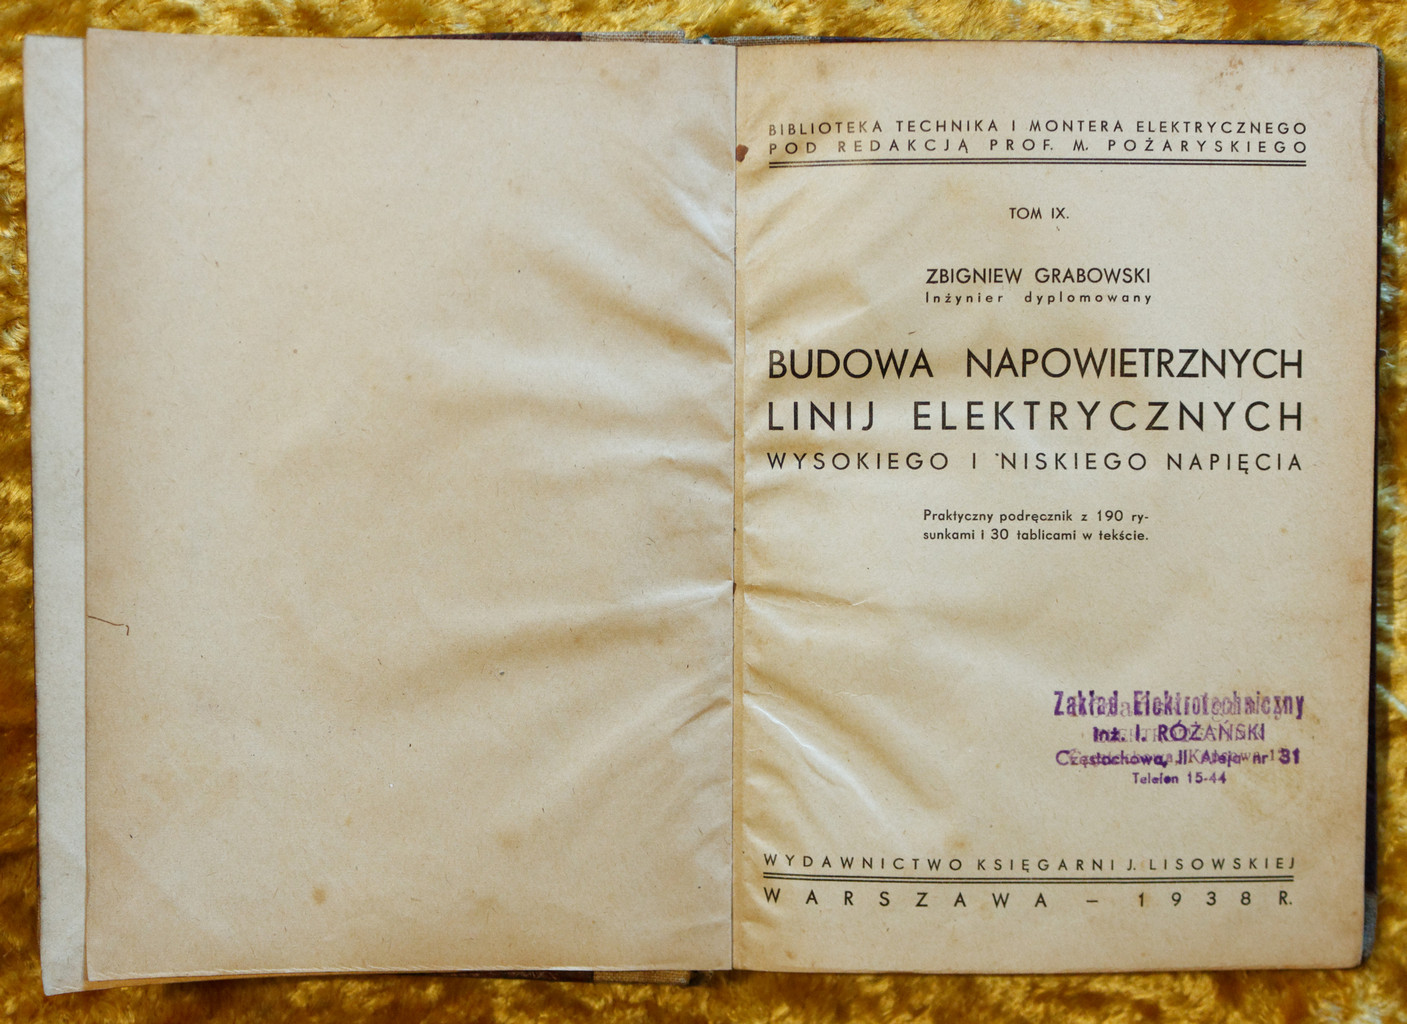 BIBLIOTEKA TECHNIKA I MONTERA ELEKTRYCZNEGO
POD REDAKCJĄ PROF. M. POŻARYSKIEGO
TOM IX.
ZBIGNIEW GRABOWSKI
Inżynier dyplomowany
BUDOWA NAPOWIETRZNYCH
LINIJ ELEKTRYCZNYCH
WYSOKIEGO I NISKIEGO NAPIĘCIA
Praktyczny podręcznik z 190 ry-
sunkami i 30 tablicami w tekście.
Zakład Elektrotechniczny
Inż. I. RÓŻAŃSKI
Częstochowa, II Aleja nr 31
Telefon 15-44
WYDAWNICTWO KSIĘGARNI J. LISOWSKIEJ
WARSZAWA – 1938 R.